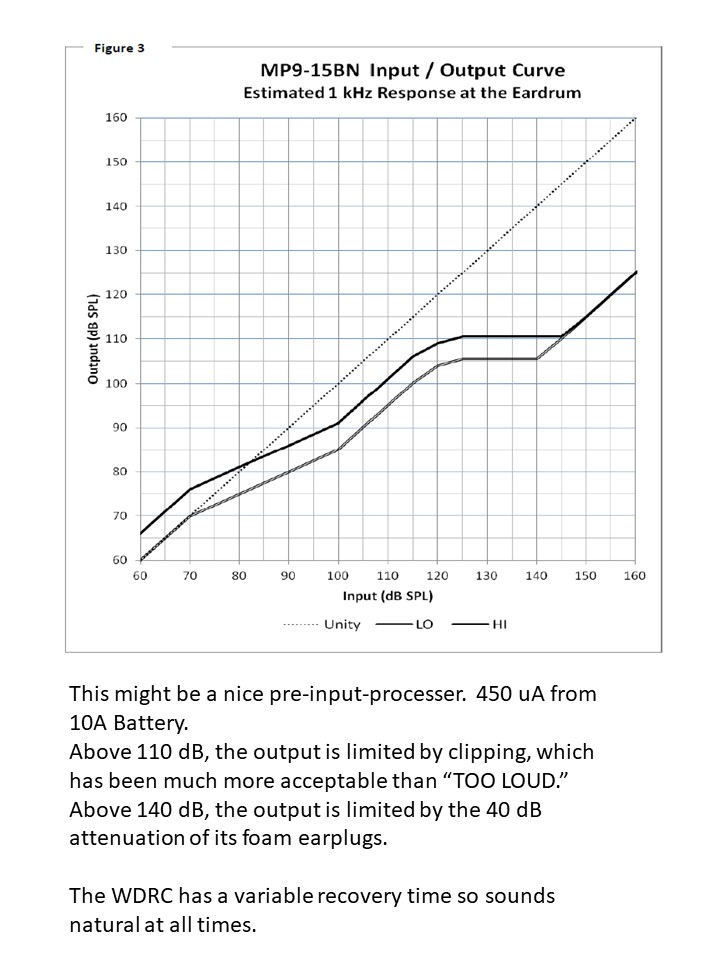 Figure 3
MP9-15BN Input / Output Curve
Estimated 1 kHz Response at the Eardrum
160
150
140
130
120
110
100
90
80
70
60
Output (dB SPL)
60 70 80 90 100 110 120 130 140 150 160
Input (dB SPL)
Unity LO HI
This might be a nice pre-input-processer. 450 uA from
10A Battery.
Above 110 dB, the output is limited by clipping, which
has been much more acceptable than “TOO LOUD.”
Above 140 dB, the output is limited by the 40 dB
attenuation of its foam earplugs.
The WDRC has a variable recovery time so sounds
natural at all times.